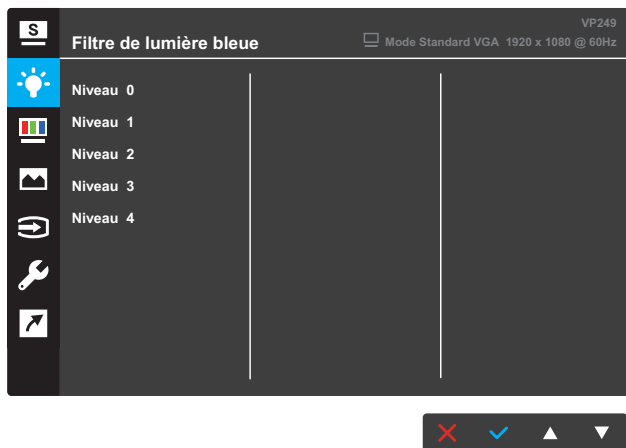 S
VP249
Filtre de lumière bleue
Mode Standard VGA 1920 x 1080 @ 60Hz
Niveau 0
Niveau 1
Niveau 2
Niveau 3
Niveau 4